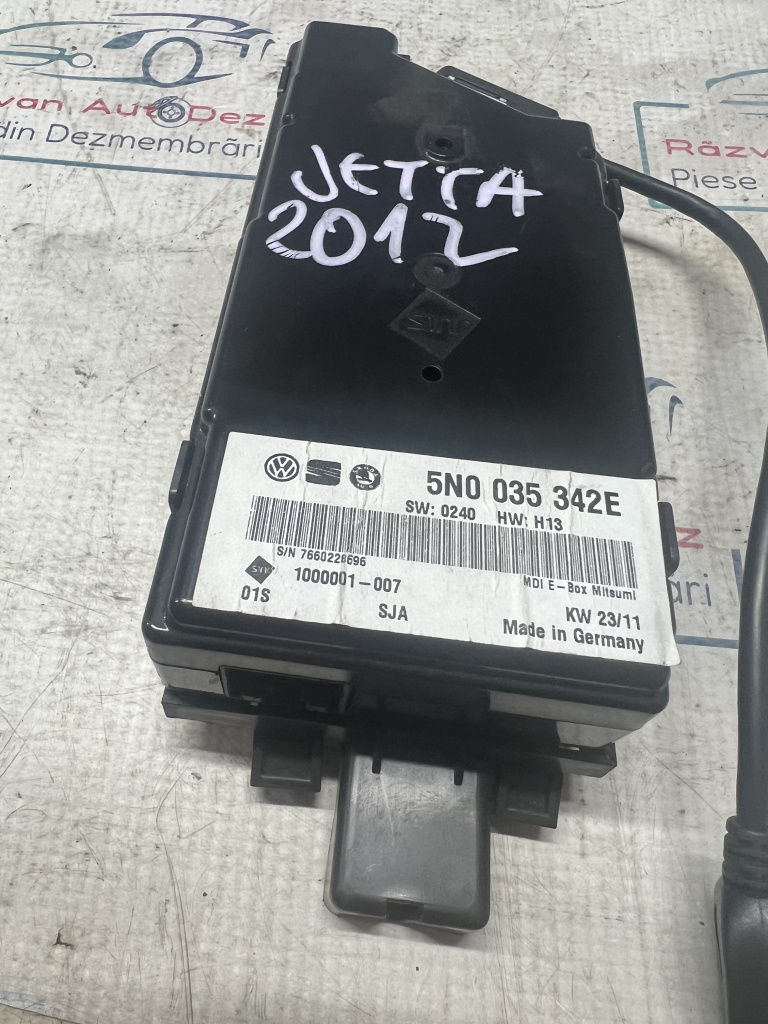 van AutoDez
din Dezmembrări
Răzv
Piese
JETTA
2012
5N0 035 342E
SW: 0240 HW: H13
S/N 7660228696
1000001-007
MDI E-Box Mitsumi
01S
SJA
KW 23/11
Made in Germany